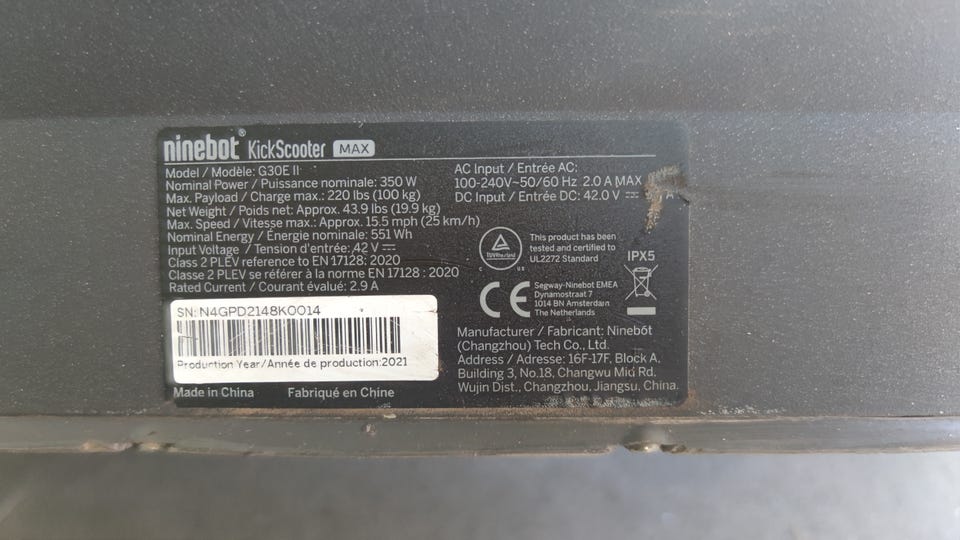 ninebot® KickScooter MAX
Model / Modèle: G30E II
Nominal Power / Puissance nominale: 350 W
Max. Payload / Charge max.: 220 lbs (100 kg)
Net Weight / Poids net: Approx. 43.9 lbs (19.9 kg)
Max. Speed / Vitesse max.: Approx. 15.5 mph (25 km/h)
Nominal Energy / Énergie nominale: 551 Wh
Input Voltage / Tension d'entrée: 42 V ⎓
Class 2 PLEV reference to EN 17128: 2020
Classe 2 PLEV se référer à la norme EN 17128 : 2020
Rated Current / Courant évalué: 2.9 A
SN: N4GPD2148K0014
Production Year/Année de production:2021
Made in China Fabriqué en Chine
AC Input / Entrée AC:
100-240V~50/60 Hz 2.0 A MAX
DC Input / Entrée DC: 42.0 V ⎓ A
TÜVRheinland
C US
This product has been
tested and certified to
UL2272 Standard
IPX5
CE
Segway-Ninebot EMEA
Dynamostraat 7
1014 BN Amsterdam
The Netherlands
Manufacturer / Fabricant: Ninebot
(Changzhou) Tech Co., Ltd.
Address / Adresse: 16F-17F, Block A,
Building 3, No.18, Changwu Mid Rd.
Wujin Dist., Changzhou, Jiangsu, China.